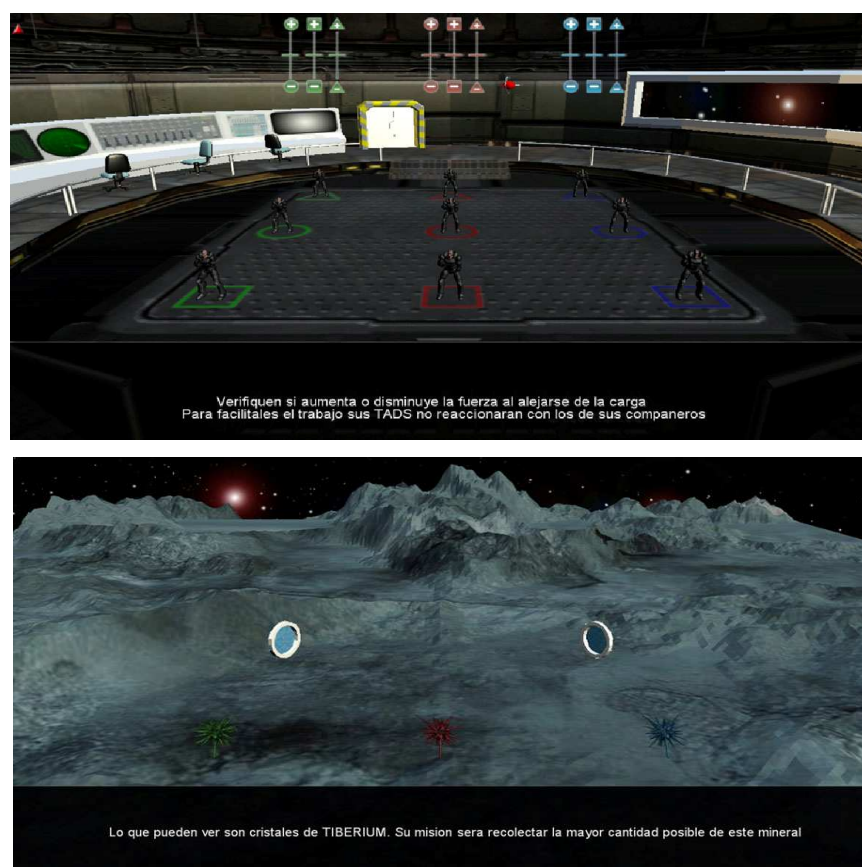 Verifiquen si aumenta o disminuye la fuerza al alejarse de la carga
Para facilitales el trabajo sus TADS no reaccionaran con los de sus companeros
Lo que pueden ver son cristales de TIBERIUM. Su mision sera recolectar la mayor cantidad posible de este mineral